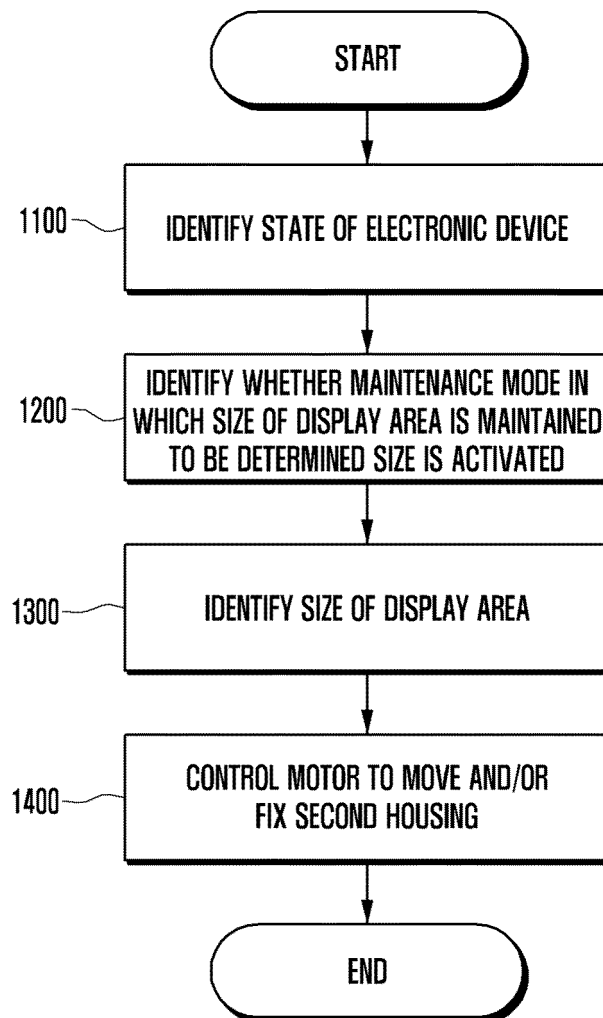 START
1100
IDENTIFY STATE OF ELECTRONIC DEVICE
1200
IDENTIFY WHETHER MAINTENANCE MODE IN
WHICH SIZE OF DISPLAY AREA IS MAINTAINED
TO BE DETERMINED SIZE IS ACTIVATED
1300
IDENTIFY SIZE OF DISPLAY AREA
1400
CONTROL MOTOR TO MOVE AND/OR
FIX SECOND HOUSING
END